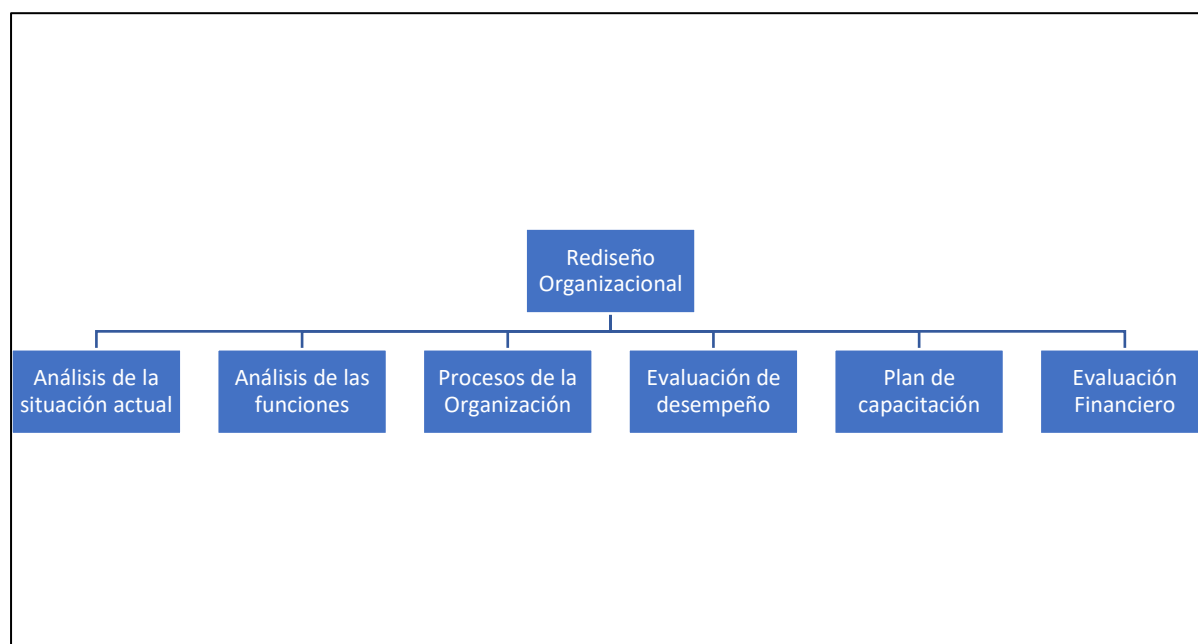 Rediseño
Organizacional
Análisis de la
situación actual
Análisis de las
funciones
Procesos de la
Organización
Evaluación de
desempeño
Plan de
capacitación
Evaluación
Financiero